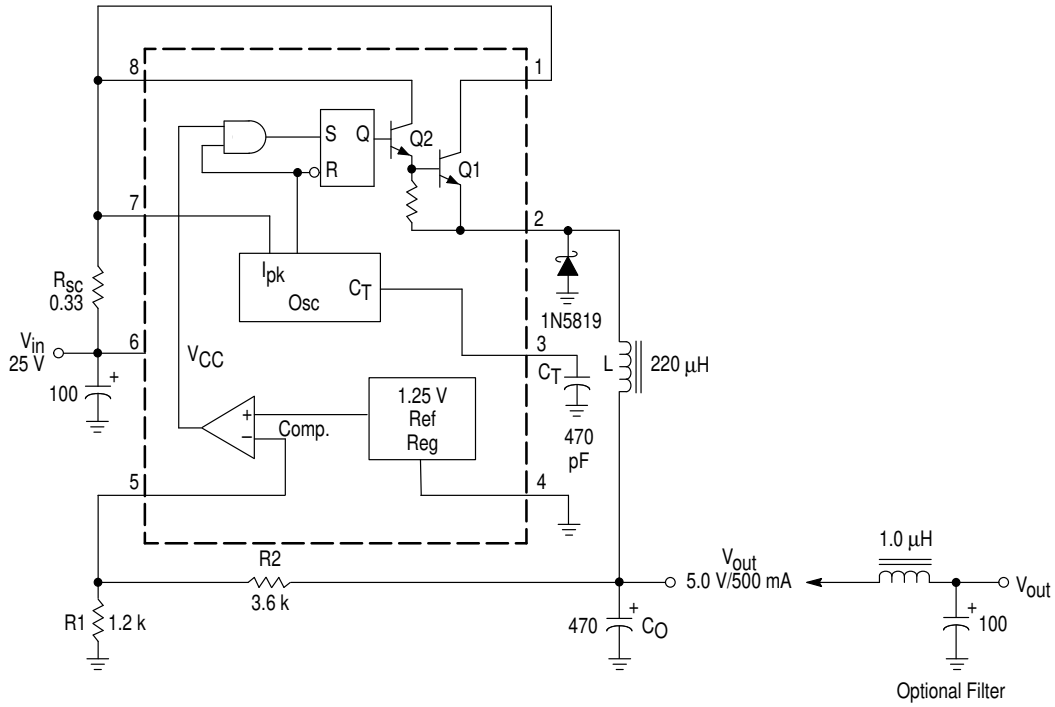 8
1
S Q
Q2
R
Q1
7
2
Rsc
0.33
Ipk
CT
Osc
1N5819
Vin
25 V
6
VCC
3
CT
L
220 µH
100
+
1.25 V
Ref
Reg
+
−
Comp.
470
pF
5
4
R2
3.6 k
Vout
5.0 V/500 mA
1.0 µH
Vout
R1
1.2 k
470
+
CO
+
100
Optional Filter